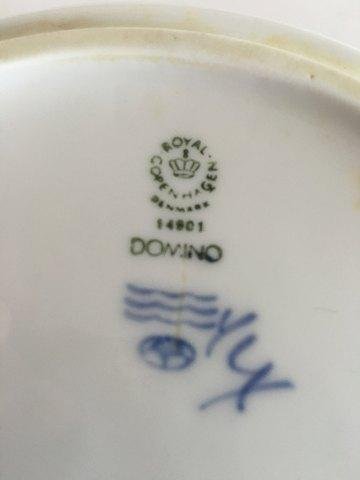 ROYAL
COPENHAGEN
DENMARK
14901
DOMINO